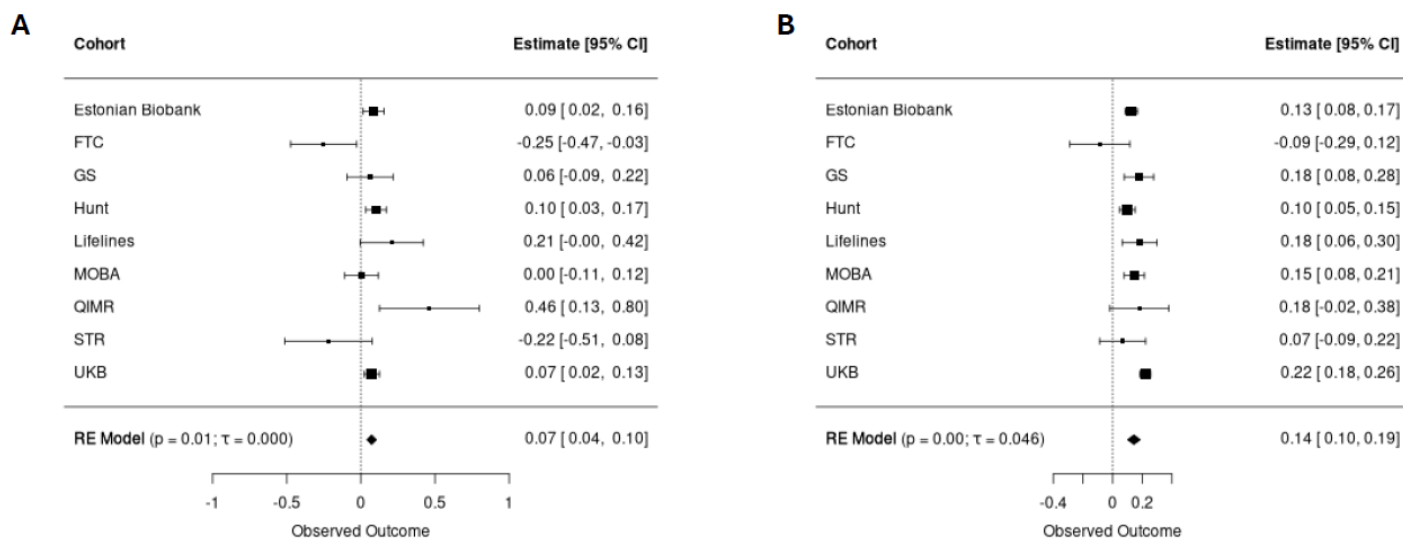 A
Cohort Estimate [95% CI]
Estonian Biobank 0.09 [ 0.02, 0.16]
FTC -0.25 [-0.47, -0.03]
GS 0.06 [-0.09, 0.22]
Hunt 0.10 [ 0.03, 0.17]
Lifelines 0.21 [-0.00, 0.42]
MOBA 0.00 [-0.11, 0.12]
QIMR 0.46 [ 0.13, 0.80]
STR -0.22 [-0.51, 0.08]
UKB 0.07 [ 0.02, 0.13]
RE Model (p = 0.01; τ = 0.000) 0.07 [ 0.04, 0.10]
-1 -0.5 0 0.5 1
Observed Outcome
B
Cohort Estimate [95% CI]
Estonian Biobank 0.13 [ 0.08, 0.17]
FTC -0.09 [-0.29, 0.12]
GS 0.18 [ 0.08, 0.28]
Hunt 0.10 [ 0.05, 0.15]
Lifelines 0.18 [ 0.06, 0.30]
MOBA 0.15 [ 0.08, 0.21]
QIMR 0.18 [-0.02, 0.38]
STR 0.07 [-0.09, 0.22]
UKB 0.22 [ 0.18, 0.26]
RE Model (p = 0.00; τ = 0.046) 0.14 [ 0.10, 0.19]
-0.4 0 0.2
Observed Outcome